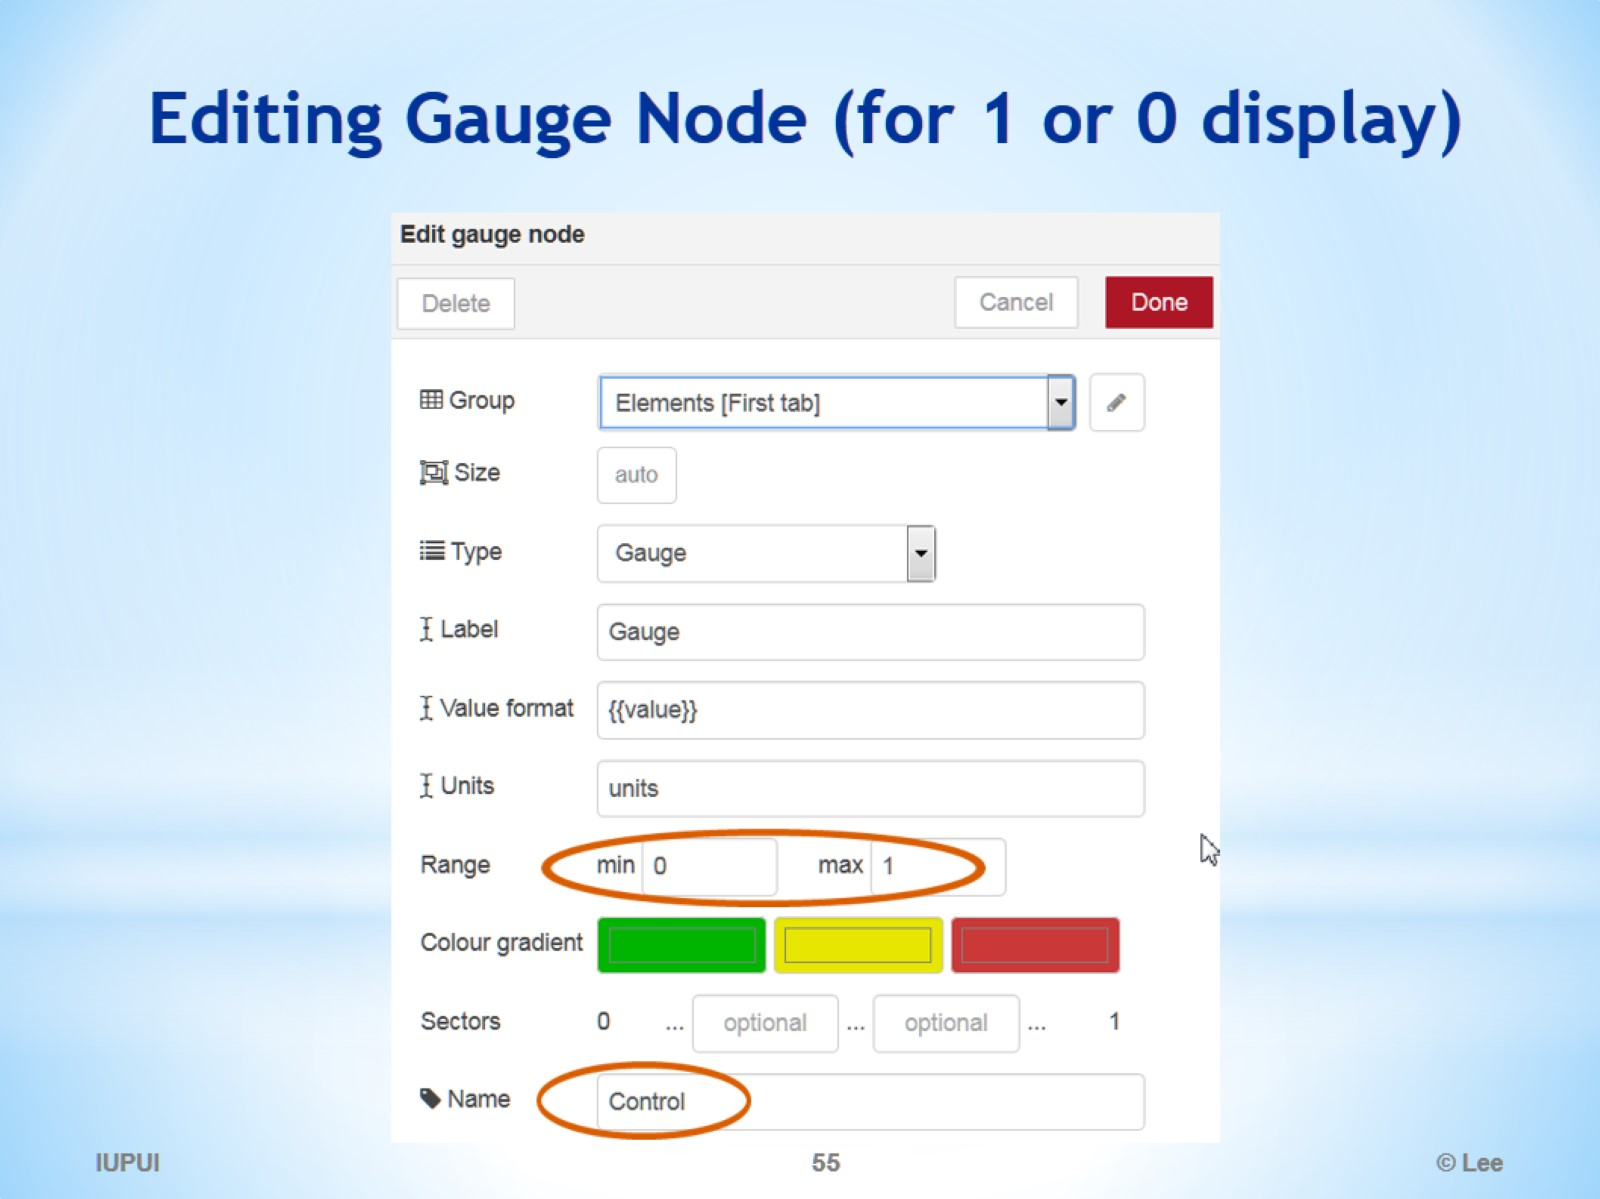 Editing Gauge Node (for 1 or 0 display)
Edit gauge node
Delete Cancel Done
Group Elements [First tab]
Size auto
Type Gauge
Label Gauge
Value format {{value}}
Units units
Range min 0 max 1
Colour gradient
Sectors 0 ... optional ... optional ... 1
Name Control
IUPUI 55 © Lee